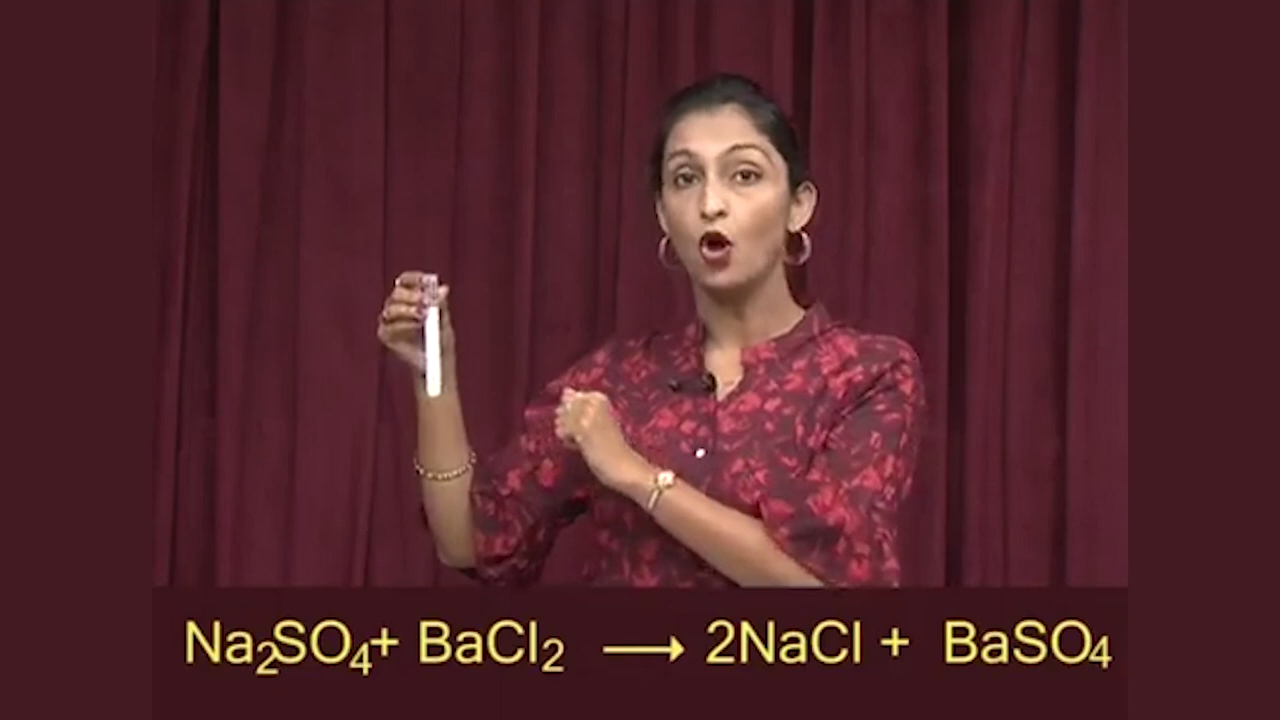 Na₂SO₄+ BaCl₂ ⟶ 2NaCl + BaSO₄